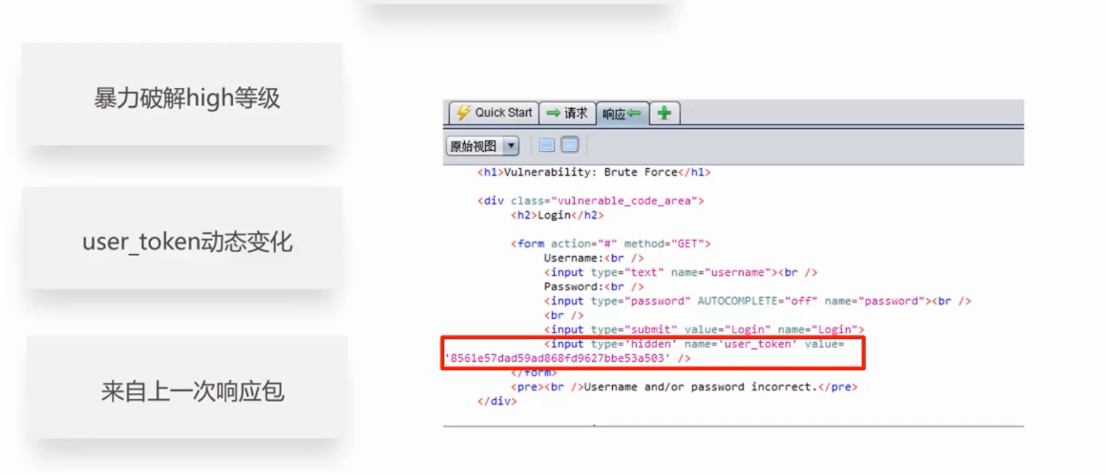 暴力破解high等级
user_token动态变化
来自上一次响应包
Quick Start
请求
响应
原始视图
<h1>Vulnerability: Brute Force</h1>
<div class="vulnerable_code_area">
<h2>Login</h2>
<form action="#" method="GET">
Username:<br />
<input type="text" name="username"><br />
Password:<br />
<input type="password" AUTOCOMPLETE="off" name="password"><br />
<br />
<input type="submit" value="Login" name="Login">
<input type='hidden' name='user_token' value=
'8561e57dad59ad868fd9627bbe53a503' />
</form>
<pre><br />Username and/or password incorrect.</pre>
</div>